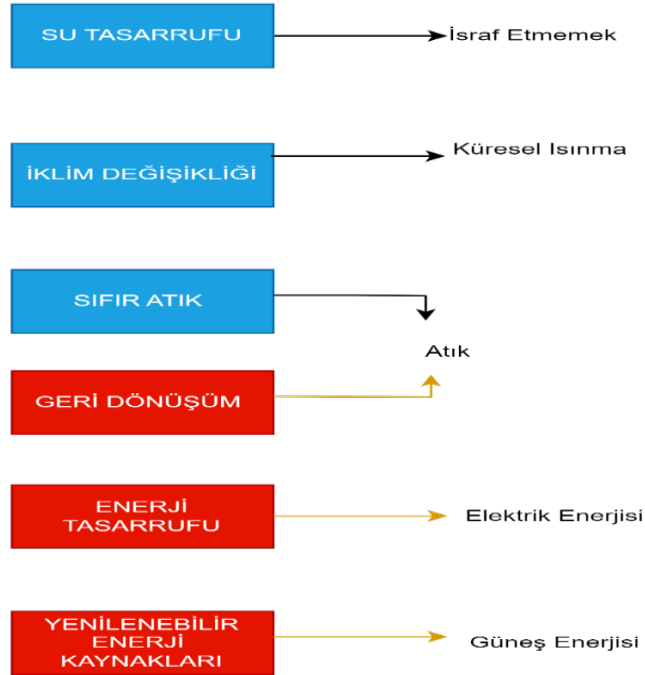 SU TASARRUFU
İsraf Etmemek
İKLİM DEĞİŞİKLİĞİ
Küresel Isınma
SIFIR ATIK
Atık
GERİ DÖNÜŞÜM
ENERJİ
TASARRUFU
Elektrik Enerjisi
YENİLENEBİLİR
ENERJİ
KAYNAKLARI
Güneş Enerjisi